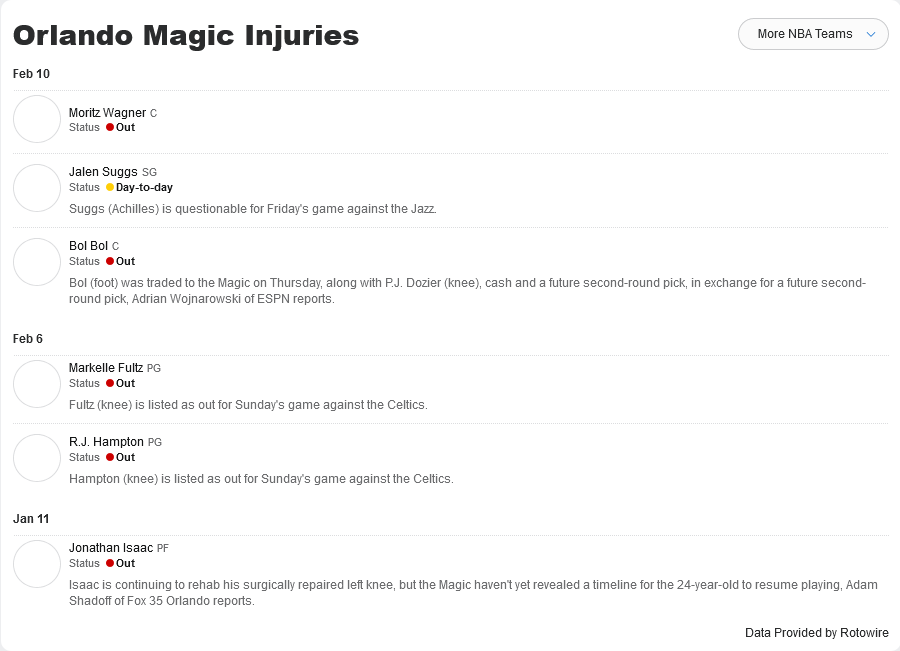 Orlando Magic Injuries
More NBA Teams
Feb 10
Moritz Wagner C
Status Out
Jalen Suggs SG
Status Day-to-day
Suggs (Achilles) is questionable for Friday's game against the Jazz.
Bol Bol C
Status Out
Bol (foot) was traded to the Magic on Thursday, along with P.J. Dozier (knee), cash and a future second-round pick, in exchange for a future second-
round pick, Adrian Wojnarowski of ESPN reports.
Feb 6
Markelle Fultz PG
Status Out
Fultz (knee) is listed as out for Sunday's game against the Celtics.
R.J. Hampton PG
Status Out
Hampton (knee) is listed as out for Sunday's game against the Celtics.
Jan 11
Jonathan Isaac PF
Status Out
Isaac is continuing to rehab his surgically repaired left knee, but the Magic haven't yet revealed a timeline for the 24-year-old to resume playing, Adam
Shadoff of Fox 35 Orlando reports.
Data Provided by Rotowire